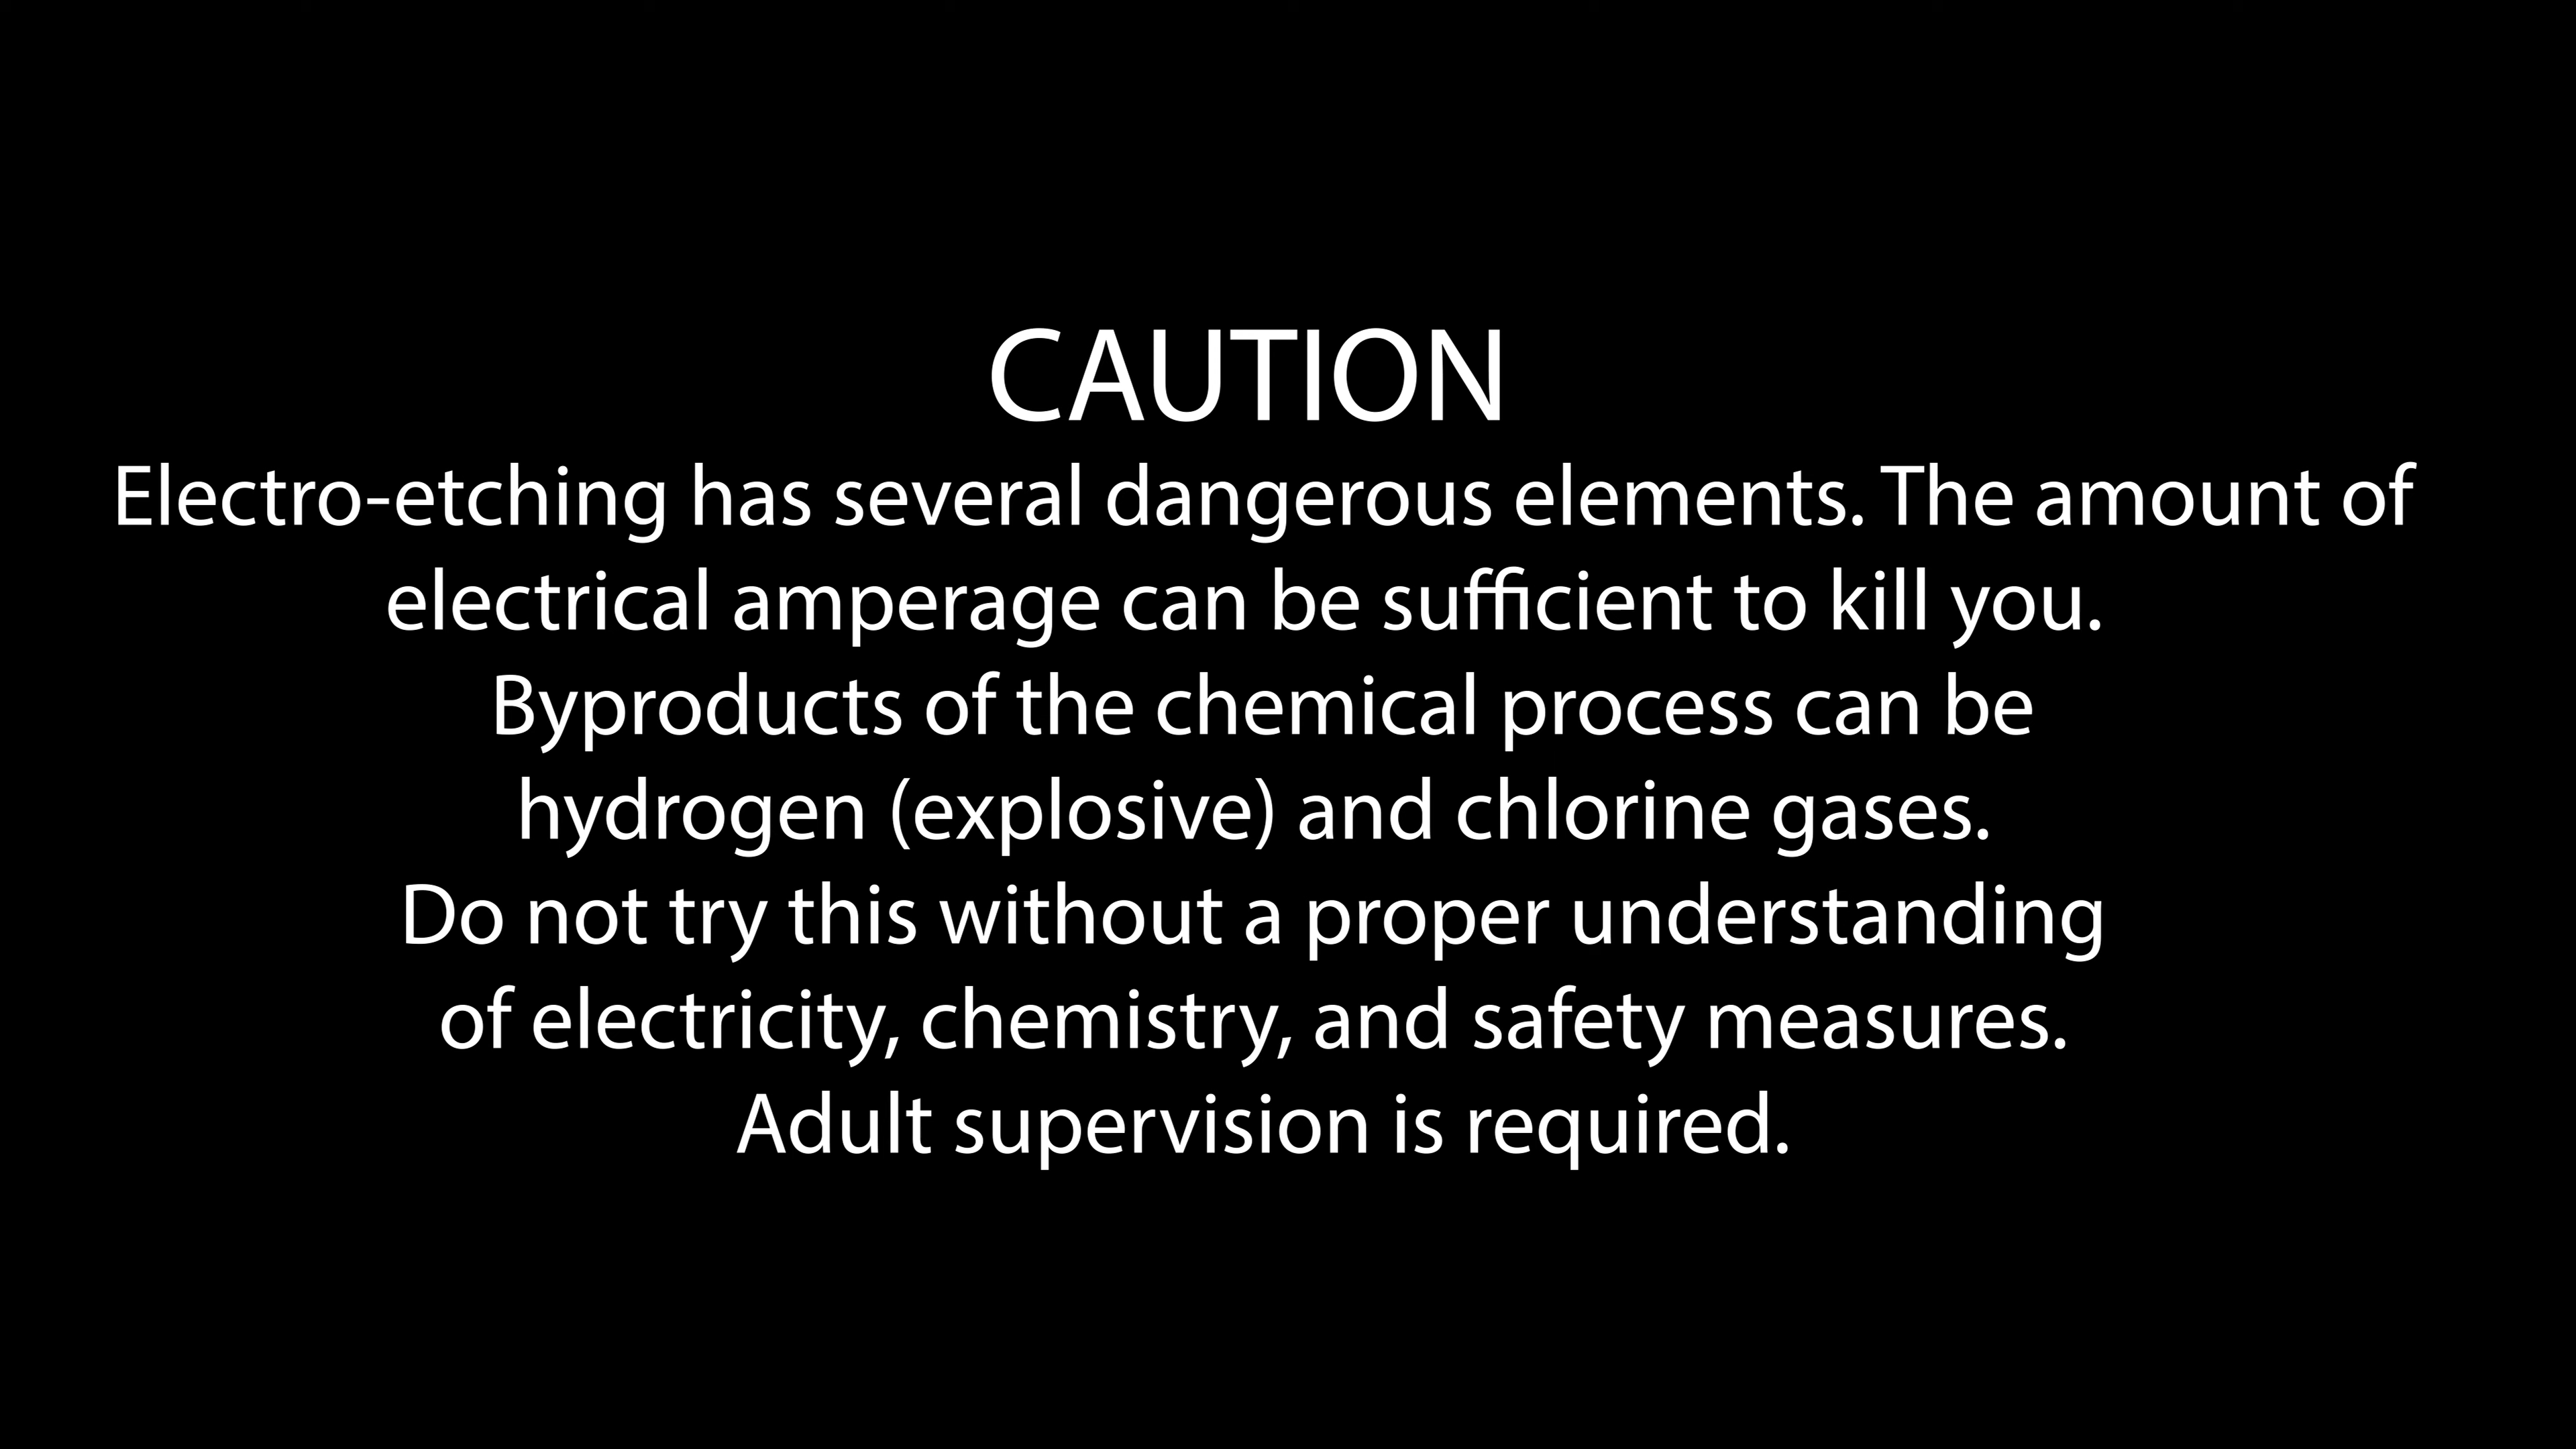 CAUTION
Electro-etching has several dangerous elements. The amount of
electrical amperage can be sufficient to kill you.
Byproducts of the chemical process can be
hydrogen (explosive) and chlorine gases.
Do not try this without a proper understanding
of electricity, chemistry, and safety measures.
Adult supervision is required.